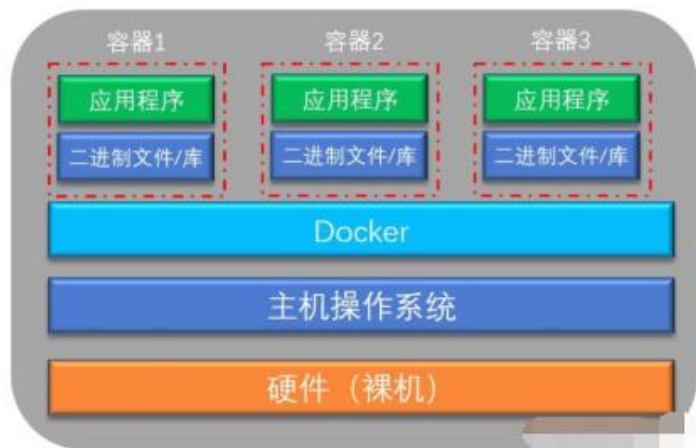 容器1 容器2 容器3
应用程序 应用程序 应用程序
二进制文件/库 二进制文件/库 二进制文件/库
Docker
主机操作系统
硬件（裸机）